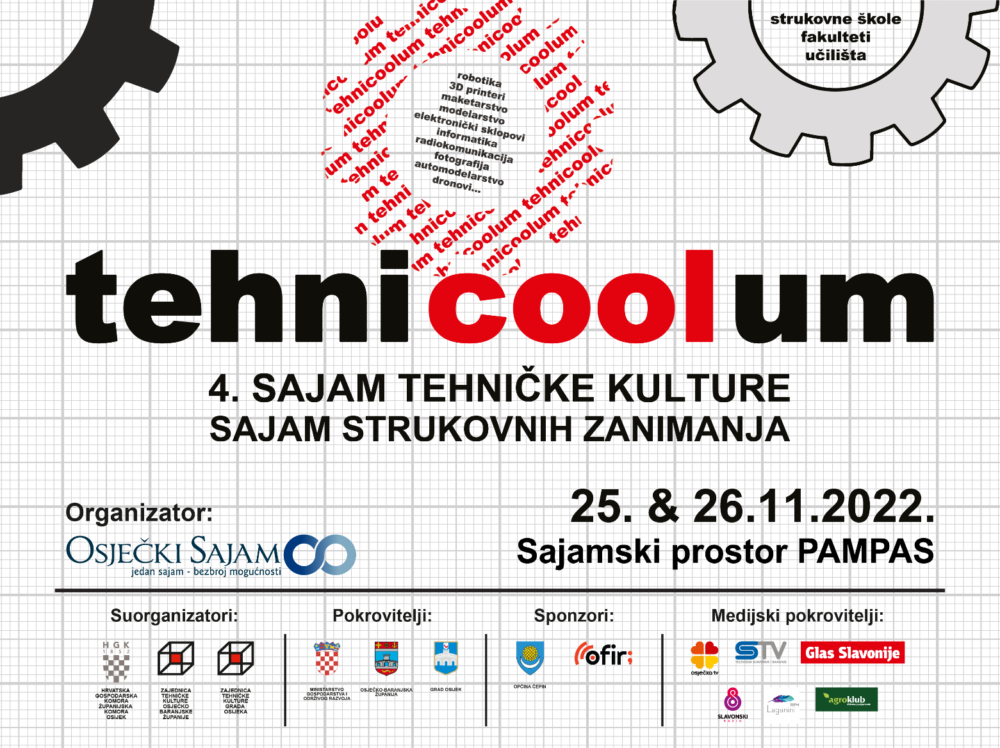 strukovne škole
fakulteti
učilišta
robotika
3D printeri
maketarstvo
modelarstvo
elektronički sklopovi
informatika
radiokomunikacija
fotografija
automodelarstvo
dronovi...
tehnicoolum
4. SAJAM TEHNIČKE KULTURE
SAJAM STRUKOVNIH ZANIMANJA
25. & 26.11.2022.
Sajamski prostor PAMPAS
Organizator:
OSJEČKI SAJAM
jedan sajam - bezbroj mogućnosti
Suorganizatori:
HGK
1852
HRVATSKA
GOSPODARSKA
KOMORA
ŽUPANIJSKA
KOMORA
OSIJEK
ZAJEDNICA
TEHNIČKE
KULTURE
OSJEČKO
BARANJSKE
ŽUPANIJE
ZAJEDNICA
TEHNIČKE
KULTURE
GRADA
OSIJEKA
Pokrovitelji:
MINISTARSTVO
GOSPODARSTVA I
ODRŽIVOG RAZVOJA
OSJEČKO-BARANJSKA
ŽUPANIJA
GRAD OSIJEK
Sponzori:
OPĆINA ČEPIN
ofir
Medijski pokrovitelji:
osječka tv
STV
TELEVIZIJA SLAVONIJE I BARANJE
Glas Slavonije
SLAVONSKI
RADIO
Laganini
FM
agroklub